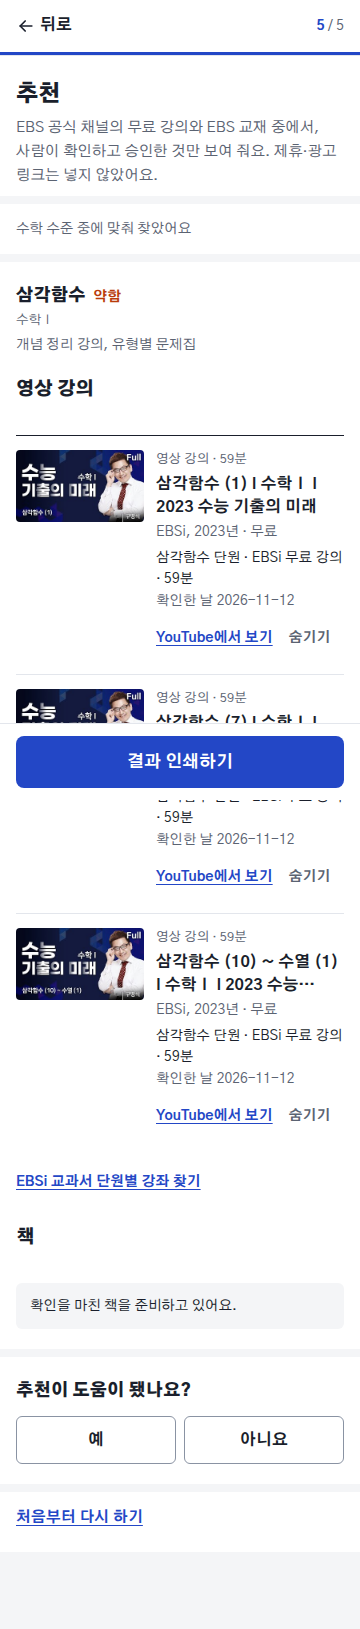 ← 뒤로
5 / 5
추천
EBS 공식 채널의 무료 강의와 EBS 교재 중에서,
사람이 확인하고 승인한 것만 보여 줘요. 제휴·광고
링크는 넣지 않았어요.
수학 수준 중에 맞춰 찾았어요
삼각함수 약함
수학 I
개념 정리 강의, 유형별 문제집
영상 강의
Full
수능
수학 I
기출의 미래
삼각함수 (1)
영상 강의 · 59분
삼각함수 (1) I 수학ⅠㅣI
2023 수능 기출의 미래
EBSi, 2023년 · 무료
삼각함수 단원 · EBSi 무료 강의
· 59분
확인한 날 2026-11-12
YouTube에서 보기 숨기기
Full
수능
수학 I
영상 강의 · 59분
삼각함수 (7) I 수학ⅠㅣI
결과 인쇄하기
· 59분
확인한 날 2026-11-12
YouTube에서 보기 숨기기
Full
수능
수학 I
기출의 미래
삼각함수 (10) ~ 수열 (1)
영상 강의 · 59분
삼각함수 (10) ~ 수열 (1)
I 수학ⅠㅣI 2023 수능…
EBSi, 2023년 · 무료
삼각함수 단원 · EBSi 무료 강의
· 59분
확인한 날 2026-11-12
YouTube에서 보기 숨기기
EBSi 교과서 단원별 강좌 찾기
책
확인을 마친 책을 준비하고 있어요.
추천이 도움이 됐나요?
예
아니요
처음부터 다시 하기